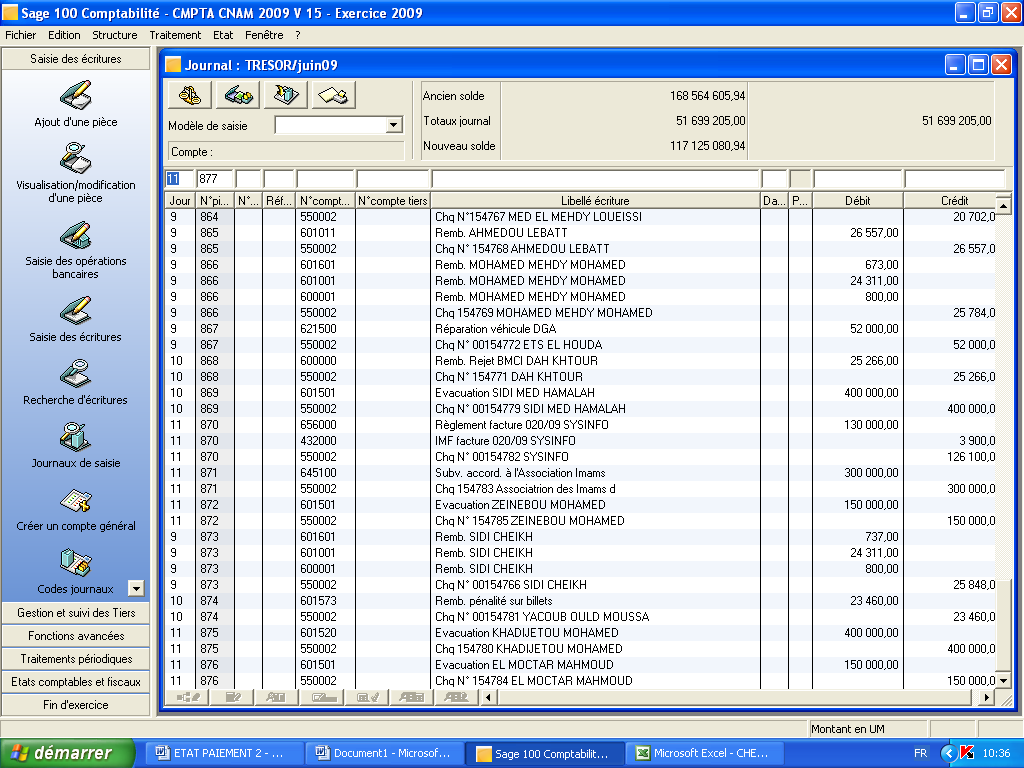 Sage 100 Comptabilité - CMPTA CNAM 2009 V 15 - Exercice 2009
Fichier Edition Structure Traitement Etat Fenêtre ?
Saisie des écritures
Ajout d'une pièce
Visualisation/modification d'une pièce
Saisie des opérations bancaires
Saisie des écritures
Recherche d'écritures
Journaux de saisie
Créer un compte général
Codes journaux
Gestion et suivi des Tiers
Fonctions avancées
Traitements périodiques
Etats comptables et fiscaux
Fin d'exercice
Journal : TRESOR/juin09
Modèle de saisie
Compte :
Ancien solde 168 564 605,94
Totaux journal 51 699 205,00 51 699 205,00
Nouveau solde 117 125 080,94
11 877
Jour N°pi... N°... Réf... N°compt... N°compte tiers Libellé écriture Da... P... Débit Crédit
9 864 550002 Chq N°154767 MED EL MEHDY LOUEISSI 20 702,0
9 865 601011 Remb. AHMEDOU LEBATT 26 557,00
9 865 550002 Chq N° 154768 AHMEDOU LEBATT 26 557,0
9 866 601601 Remb. MOHAMED MEHDY MOHAMED 673,00
9 866 601001 Remb. MOHAMED MEHDY MOHAMED 24 311,00
9 866 600001 Remb. MOHAMED MEHDY MOHAMED 800,00
9 866 550002 Chq 154769 MOHAMED MEHDY MOHAMED 25 784,0
9 867 621500 Réparation véhicule DGA 52 000,00
9 867 550002 Chq N° 00154772 ETS EL HOUDA 52 000,0
10 868 600000 Remb. Rejet BMCI DAH KHTOUR 25 266,00
10 868 550002 Chq N° 154771 DAH KHTOUR 25 266,0
10 869 601501 Evacuation SIDI MED HAMALAH 400 000,00
10 869 550002 Chq N° 00154779 SIDI MED HAMALAH 400 000,0
11 870 656000 Règlement facture 020/09 SYSINFO 130 000,00
11 870 432000 IMF facture 020/09 SYSINFO 3 900,0
11 870 550002 Chq N° 00154782 SYSINFO 126 100,0
11 871 645100 Subv. accord. à l'Association Imams 300 000,00
11 871 550002 Chq 154783 Associatrion des Imams d 300 000,0
11 872 601501 Evacuation ZEINEBOU MOHAMED 150 000,00
11 872 550002 Chq N° 154785 ZEINEBOU MOHAMED 150 000,0
9 873 601601 Remb. SIDI CHEIKH 737,00
9 873 601001 Remb. SIDI CHEIKH 24 311,00
9 873 600001 Remb. SIDI CHEIKH 800,00
9 873 550002 Chq N° 00154766 SIDI CHEIKH 25 848,0
10 874 601573 Remb. pénalité sur billets 23 460,00
10 874 550002 Chq N° 00154781 YACOUB OULD MOUSSA 23 460,0
11 875 601520 Evacuation KHADIJETOU MOHAMED 400 000,00
11 875 550002 Chq 154780 KHADIJETOU MOHAMED 400 000,0
11 876 601501 Evacuation EL MOCTAR MAHMOUD 150 000,00
11 876 550002 Chq N° 154784 EL MOCTAR MAHMOUD 150 000,0
Montant en UM
démarrer ETAT PAIEMENT 2 - ... Document1 - Microsof... Sage 100 Comptabilit... Microsoft Excel - CHE... FR 10:36